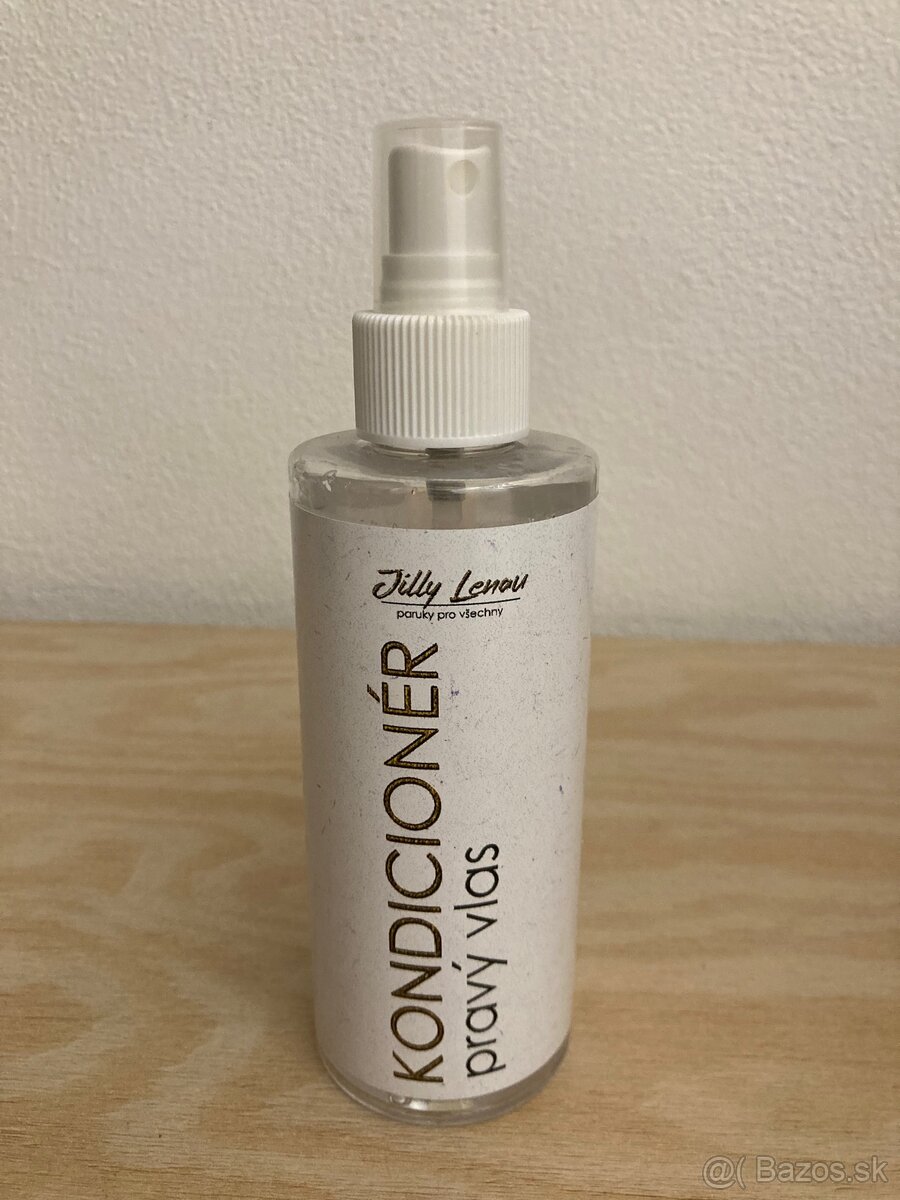 Jilly Lenau
paruky pro všechny
KONDICIONÉR
pravý vlas
@( Bazos.sk